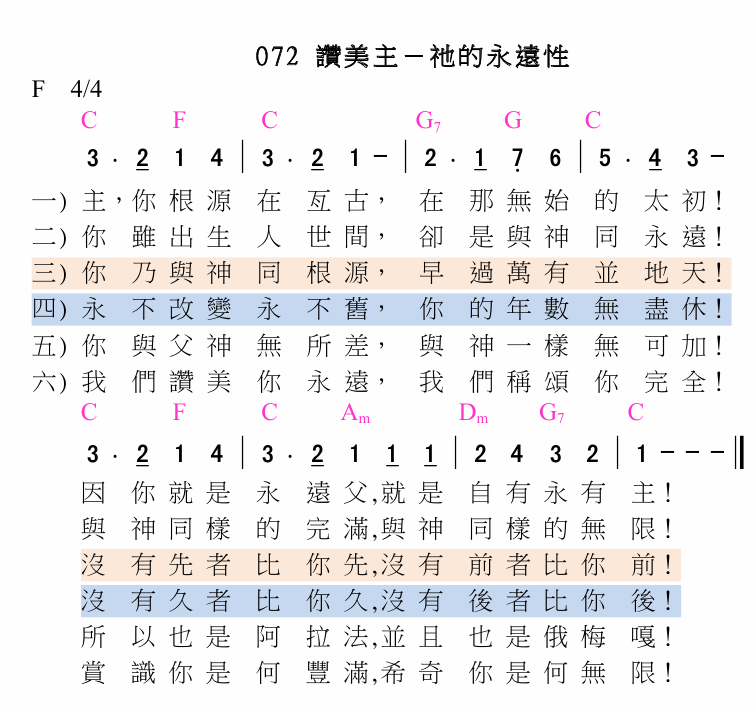 072 讚美主－祂的永遠性
F 4/4
C F C G7 G C
3 . 2 1 4 | 3 . 2 1 － | 2 . 1 7 6 | 5 . 4 3 －
一) 主，你根源在亙古，在那無始的太初！
二) 你雖出生人世間，卻是與神同永遠！
三) 你乃與神同根源，早過萬有並地天！
四) 永不改變永不舊，你的年數無盡休！
五) 你與父神無所差，與神一樣無可加！
六) 我們讚美你永遠，我們稱頌你完全！
C F C Am Dm G7 C
3 . 2 1 4 | 3 . 2 1 1 1 | 2 4 3 2 | 1 － － － ‖
因你就是永遠父,就是自有永有主！
與神同樣的完滿,與神同樣的無限！
沒有先者比你先,沒有前者比你前！
沒有久者比你久,沒有後者比你後！
所以也是阿拉法,並且也是俄梅嘎！
賞識你是何豐滿,希奇你是何無限！